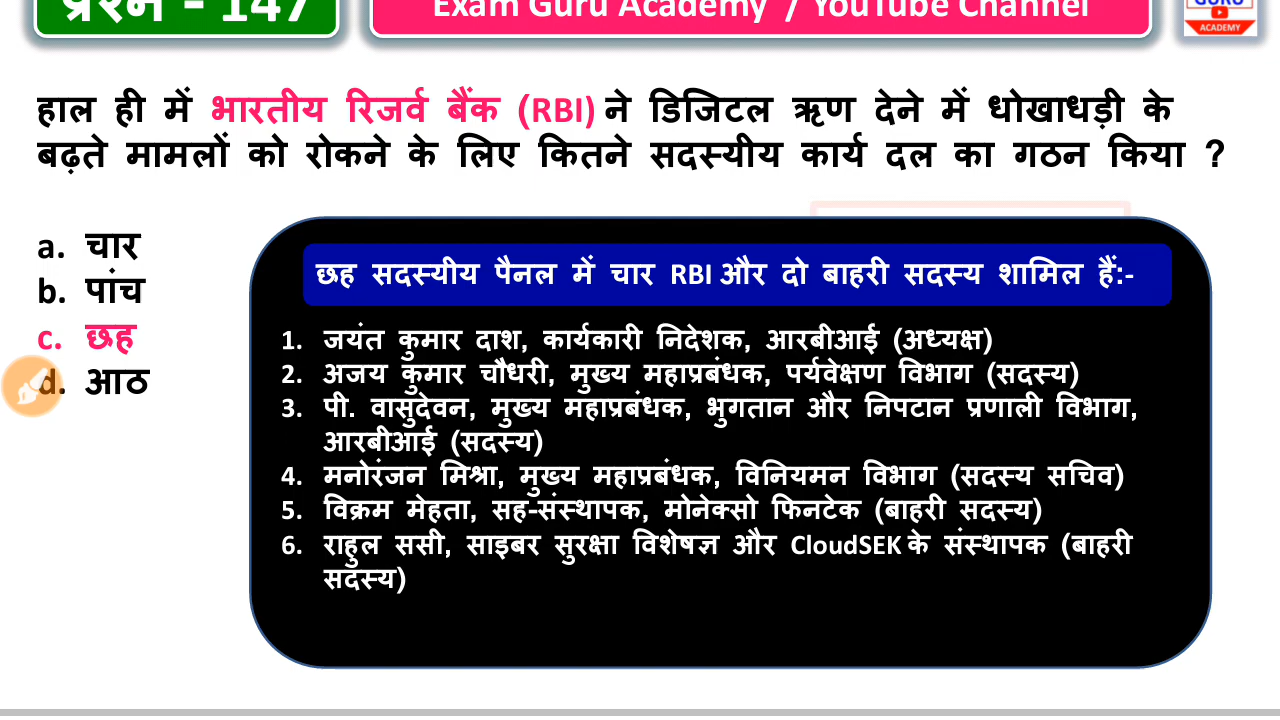 प्रश्न - 147
Exam Guru Academy / YouTube Channel
GURU
ACADEMY
हाल ही में भारतीय रिजर्व बैंक (RBI) ने डिजिटल ऋण देने में धोखाधड़ी के
बढ़ते मामलों को रोकने के लिए कितने सदस्यीय कार्य दल का गठन किया ?
a. चार
b. पांच
c. छह
d. आठ
छह सदस्यीय पैनल में चार RBI और दो बाहरी सदस्य शामिल हैं:-
1. जयंत कुमार दाश, कार्यकारी निदेशक, आरबीआई (अध्यक्ष)
2. अजय कुमार चौधरी, मुख्य महाप्रबंधक, पर्यवेक्षण विभाग (सदस्य)
3. पी. वासुदेवन, मुख्य महाप्रबंधक, भुगतान और निपटान प्रणाली विभाग,
आरबीआई (सदस्य)
4. मनोरंजन मिश्रा, मुख्य महाप्रबंधक, विनियमन विभाग (सदस्य सचिव)
5. विक्रम मेहता, सह-संस्थापक, मोनेक्सो फिनटेक (बाहरी सदस्य)
6. राहुल ससी, साइबर सुरक्षा विशेषज्ञ और CloudSEK के संस्थापक (बाहरी
सदस्य)